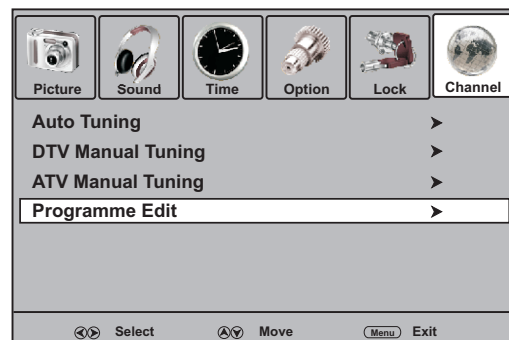 Picture Sound Time Option Lock Channel
Auto Tuning
DTV Manual Tuning
ATV Manual Tuning
Programme Edit
Select Move Menu Exit